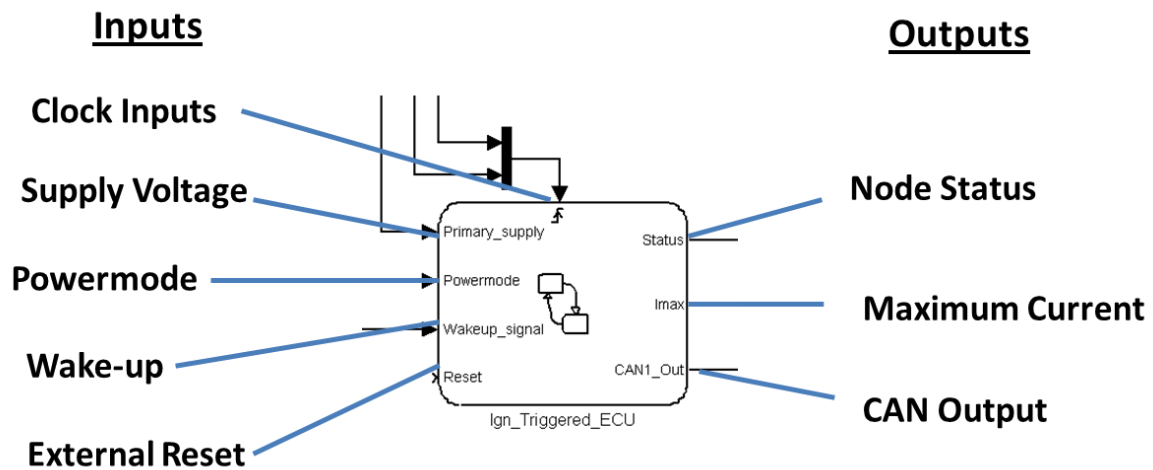 Inputs
Outputs
Clock Inputs
Supply Voltage
Node Status
Primary_supply
Status
Powermode
Powermode
Imax
Maximum Current
Wakeup_signal
Wake-up
Reset
CAN1_Out
CAN Output
Ign_Triggered_ECU
External Reset